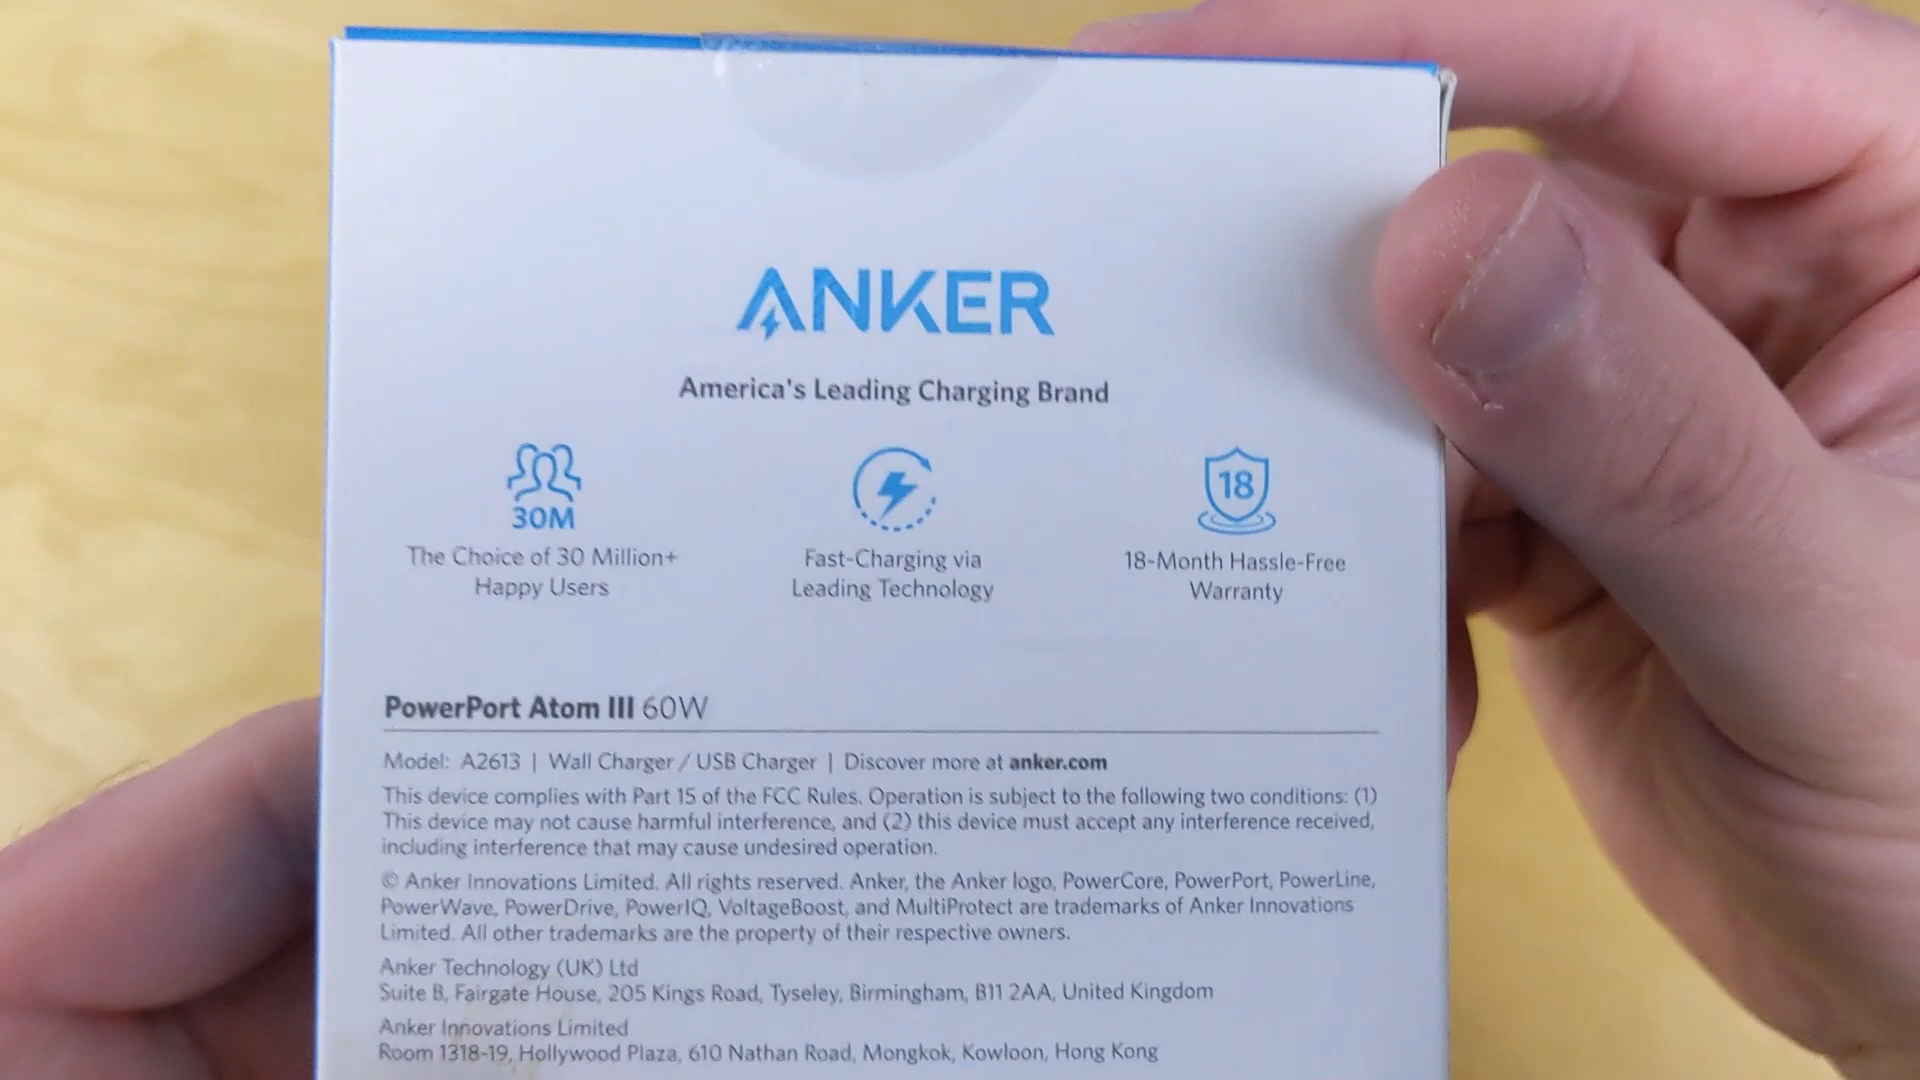 ANKER
America's Leading Charging Brand
30M
The Choice of 30 Million+
Happy Users
Fast-Charging via
Leading Technology
18
18-Month Hassle-Free
Warranty
PowerPort Atom III 60W
Model: A2613 | Wall Charger / USB Charger | Discover more at anker.com
This device complies with Part 15 of the FCC Rules. Operation is subject to the following two conditions: (1)
This device may not cause harmful interference, and (2) this device must accept any interference received,
including interference that may cause undesired operation.
© Anker Innovations Limited. All rights reserved. Anker, the Anker logo, PowerCore, PowerPort, PowerLine,
PowerWave, PowerDrive, PowerIQ, VoltageBoost, and MultiProtect are trademarks of Anker Innovations
Limited. All other trademarks are the property of their respective owners.
Anker Technology (UK) Ltd
Suite B, Fairgate House, 205 Kings Road, Tyseley, Birmingham, B11 2AA, United Kingdom
Anker Innovations Limited
Room 1318-19, Hollywood Plaza, 610 Nathan Road, Mongkok, Kowloon, Hong Kong